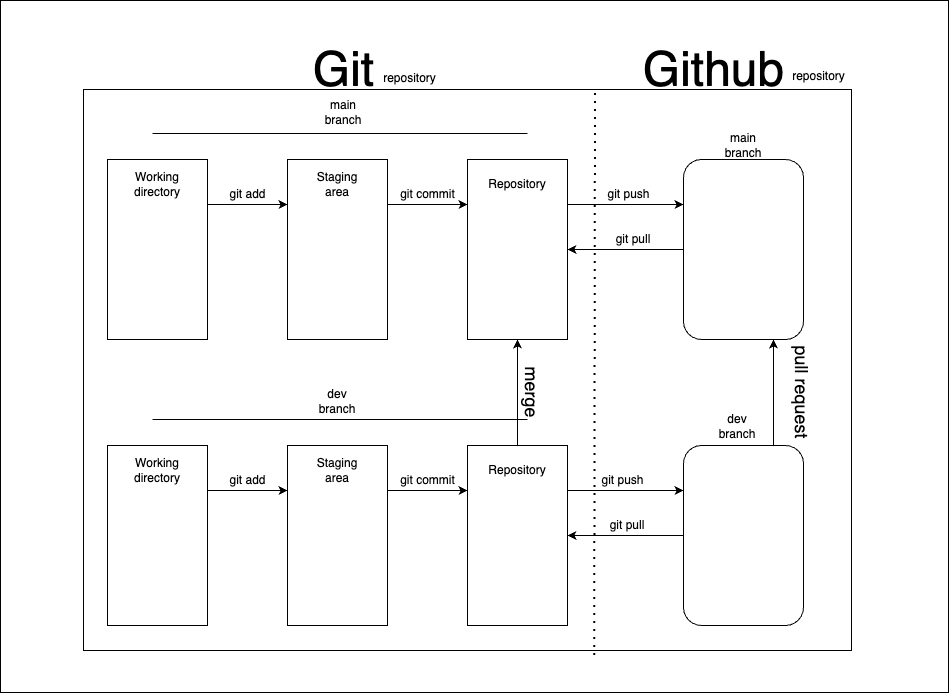 Git repository
Github repository
main
branch
main
branch
Working
directory
git add
Staging
area
git commit
Repository
git push
git pull
merge
pull request
dev
branch
dev
branch
Working
directory
git add
Staging
area
git commit
Repository
git push
git pull